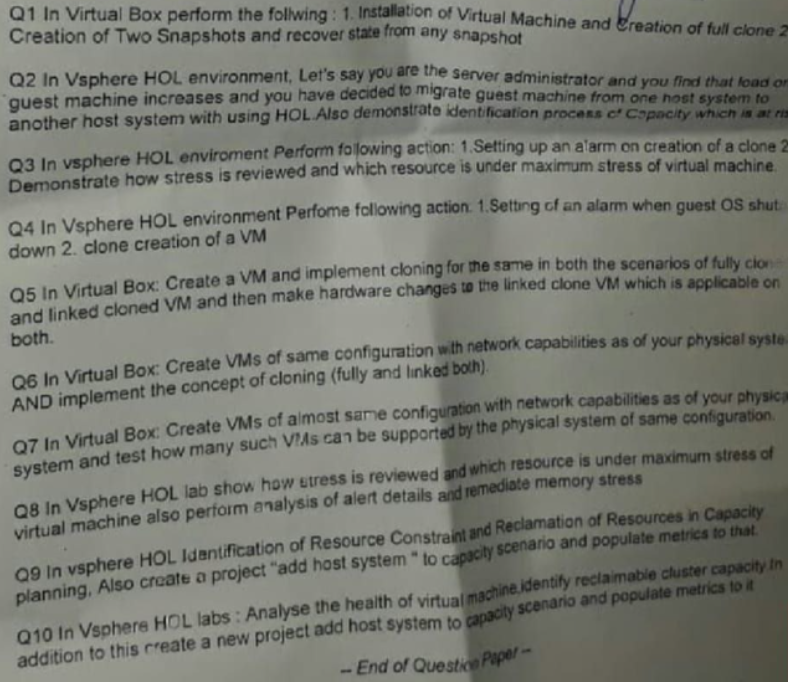 Q1 In Virtual Box perform the follwing : 1. Installation of Virtual Machine and Creation of full clone 2
Creation of Two Snapshots and recover state from any snapshot
Q2 In Vsphere HOL environment, Let's say you are the server administrator and you find that load on
guest machine increases and you have decided to migrate guest machine from one host system to
another host system with using HOL.Also demonstrate identification process of Capacity which is at
Q3 In vsphere HOL enviroment Perform following action: 1.Setting up an alarm on creation of a clone 2
Demonstrate how stress is reviewed and which resource is under maximum stress of virtual machine.
Q4 In Vsphere HOL environment Perfome following action: 1.Setting of an alarm when guest OS shut
down 2. clone creation of a VM
Q5 In Virtual Box: Create a VM and implement cloning for the same in both the scenarios of fully clone
and linked cloned VM and then make hardware changes to the linked clone VM which is applicable on
both.
Q6 In Virtual Box: Create VMs of same configuration with network capabilities as of your physical syste
AND implement the concept of cloning (fully and linked both).
Q7 In Virtual Box: Create VMs of almost same configuration with network capabilities as of your physica
system and test how many such VMs can be supported by the physical system of same configuration.
Q8 In Vsphere HOL lab show how stress is reviewed and which resource is under maximum stress of
virtual machine also perform analysis of alert details and remediate memory stress
Q9 In vsphere HOL Identification of Resource Constraint and Reclamation of Resources in Capacity
planning, Also create a project "add host system " to capacity scenario and populate metrics to that.
Q10 In Vsphere HOL labs : Analyse the health of virtual machine,identify reclaimable cluster capacity In
addition to this create a new project add host system to capacity scenario and populate metrics to it
-- End of Question Paper --